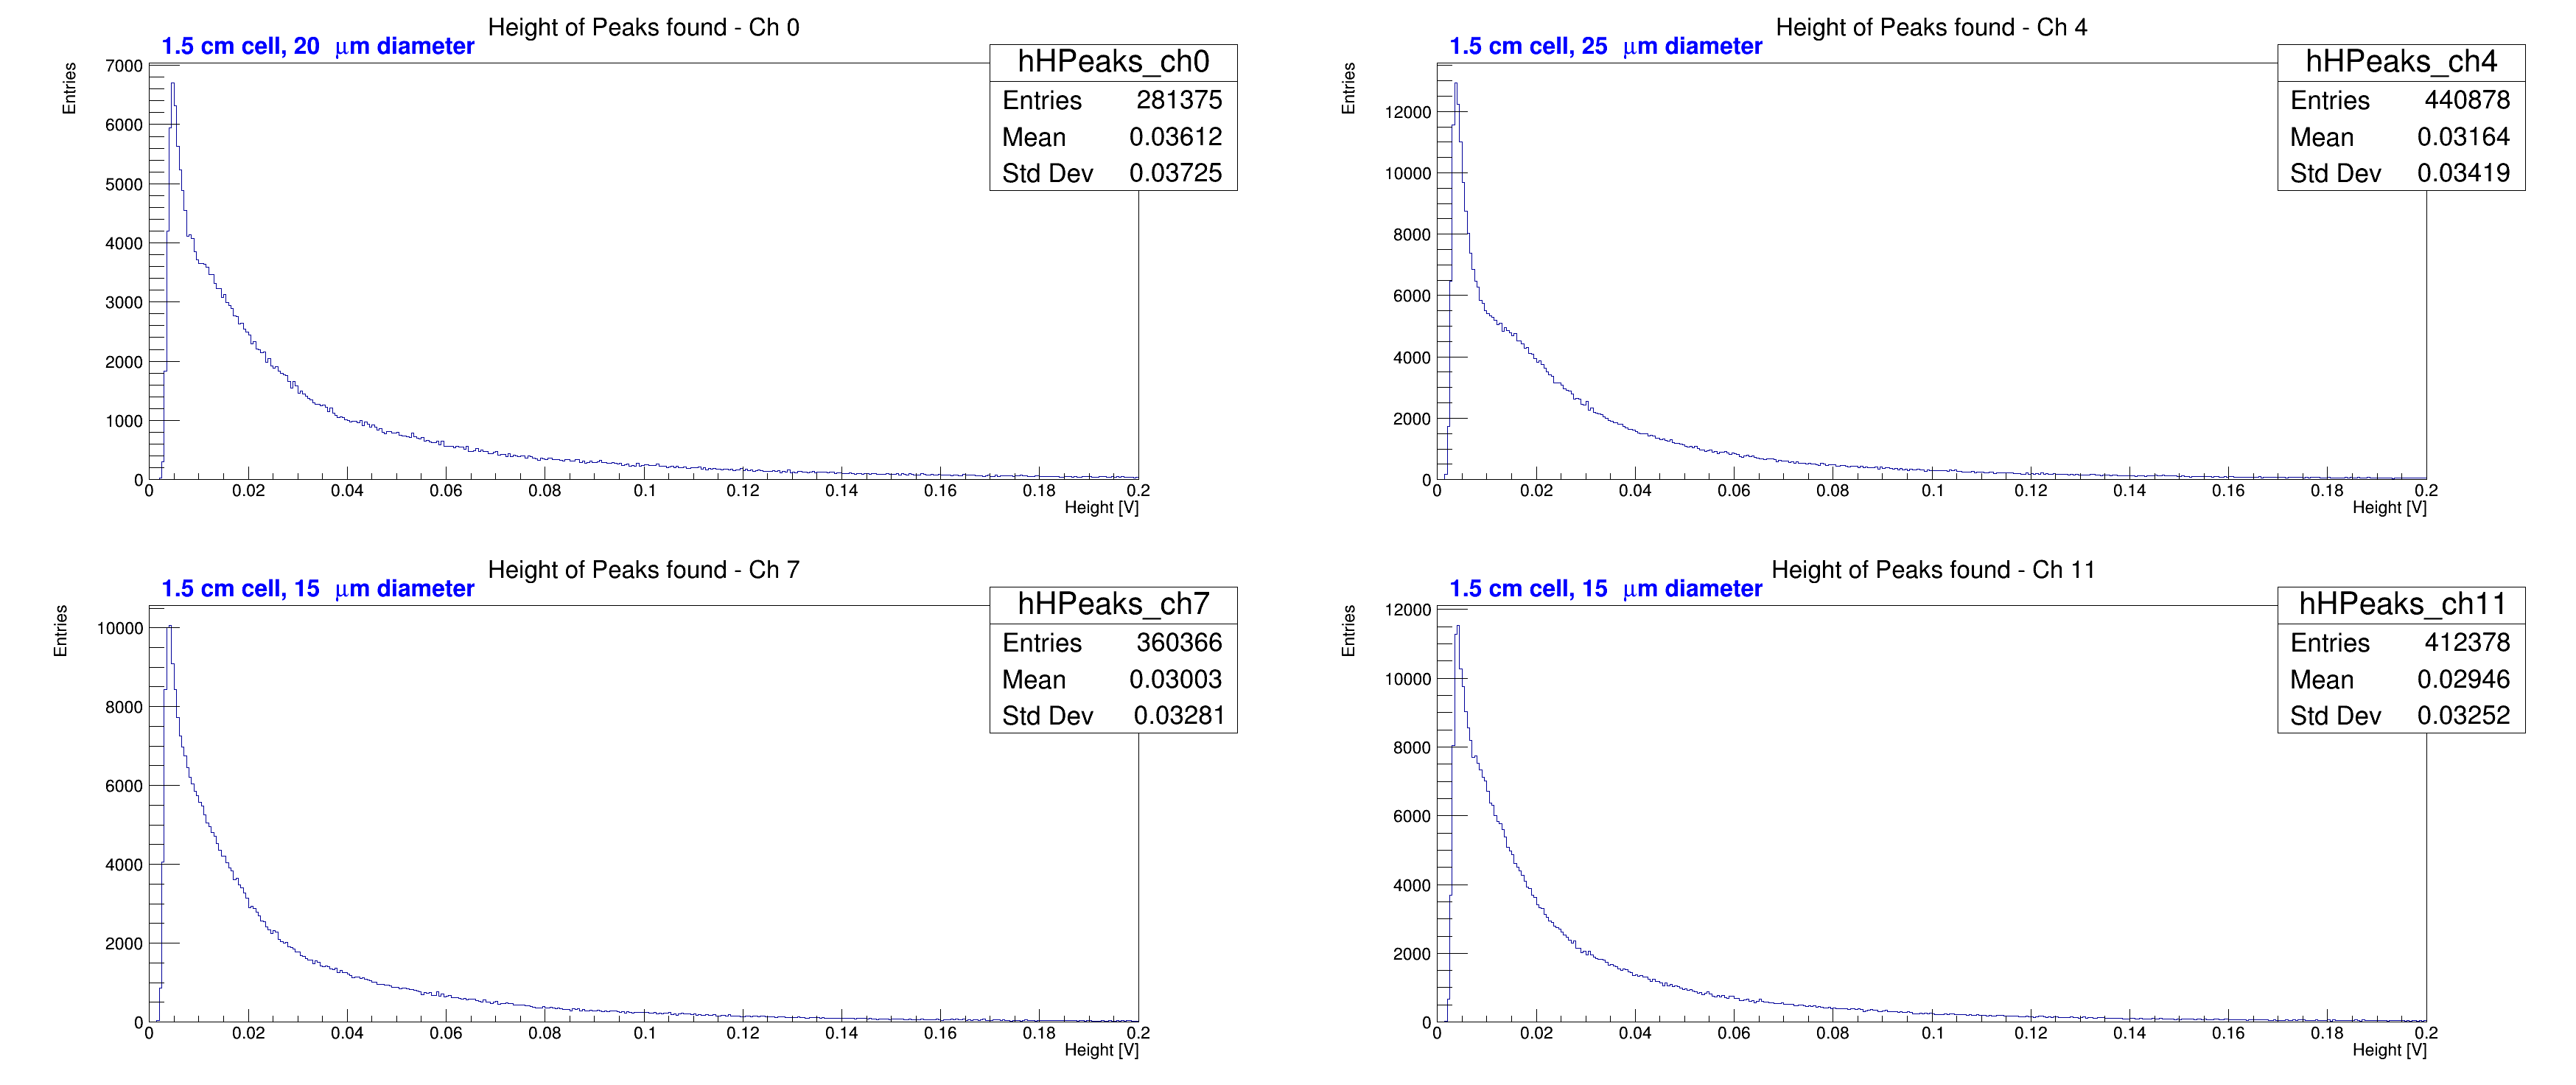 Height of Peaks found - Ch 0
1.5 cm cell, 20 μm diameter
hHPeaks_ch0
Entries 281375
Mean 0.03612
Std Dev 0.03725
Entries
7000
6000
5000
4000
3000
2000
1000
0
0 0.02 0.04 0.06 0.08 0.1 0.12 0.14 0.16 0.18 0.2
Height [V]
Height of Peaks found - Ch 4
1.5 cm cell, 25 μm diameter
hHPeaks_ch4
Entries 440878
Mean 0.03164
Std Dev 0.03419
Entries
12000
10000
8000
6000
4000
2000
0
0 0.02 0.04 0.06 0.08 0.1 0.12 0.14 0.16 0.18 0.2
Height [V]
Height of Peaks found - Ch 7
1.5 cm cell, 15 μm diameter
hHPeaks_ch7
Entries 360366
Mean 0.03003
Std Dev 0.03281
Entries
10000
8000
6000
4000
2000
0
0 0.02 0.04 0.06 0.08 0.1 0.12 0.14 0.16 0.18 0.2
Height [V]
Height of Peaks found - Ch 11
1.5 cm cell, 15 μm diameter
hHPeaks_ch11
Entries 412378
Mean 0.02946
Std Dev 0.03252
Entries
12000
10000
8000
6000
4000
2000
0
0 0.02 0.04 0.06 0.08 0.1 0.12 0.14 0.16 0.18 0.2
Height [V]